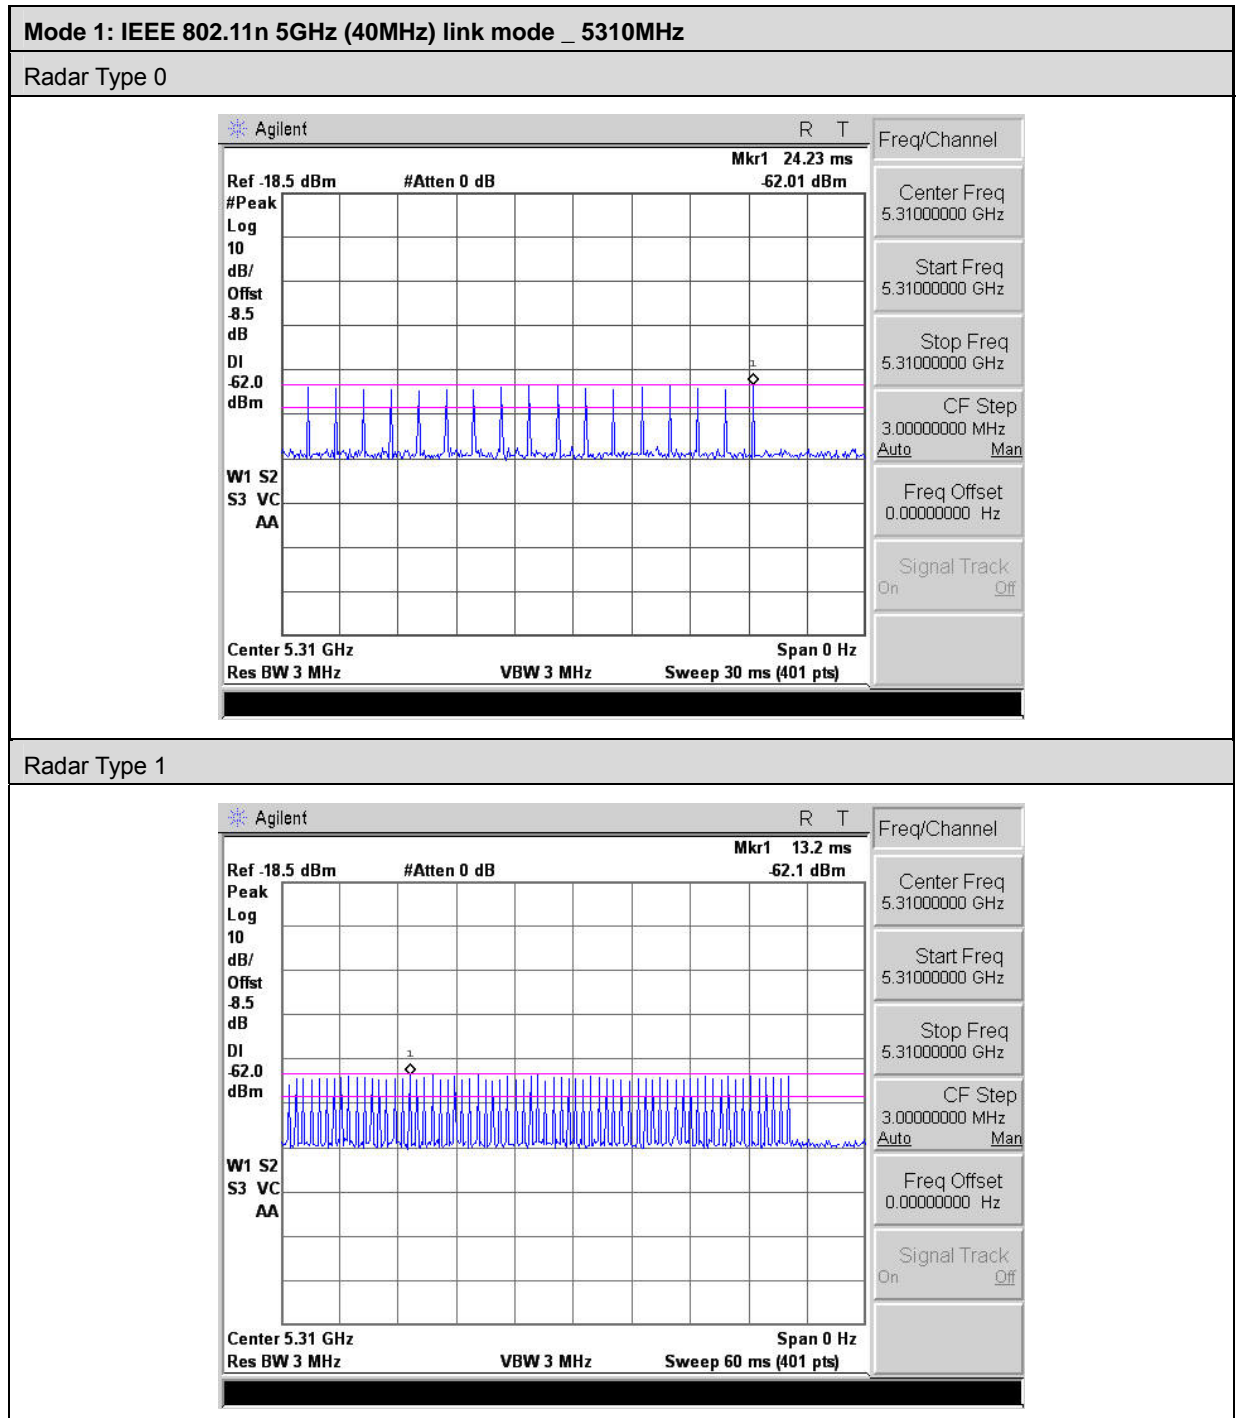 Mode 1: IEEE 802.11n 5GHz (40MHz) link mode _ 5310MHz
Radar Type 0
Agilent R T
Mkr1 24.23 ms
Ref -18.5 dBm #Atten 0 dB -62.01 dBm
#Peak
Log
10
dB/
Offst
-8.5
dB
DI
-62.0
dBm
1
W1 S2
S3 VC
AA
Center 5.31 GHz Span 0 Hz
Res BW 3 MHz VBW 3 MHz Sweep 30 ms (401 pts)
Freq/Channel
Center Freq
5.31000000 GHz
Start Freq
5.31000000 GHz
Stop Freq
5.31000000 GHz
CF Step
3.00000000 MHz
Auto Man
Freq Offset
0.00000000 Hz
Signal Track
On Off
Radar Type 1
Agilent R T
Mkr1 13.2 ms
Ref -18.5 dBm #Atten 0 dB -62.1 dBm
Peak
Log
10
dB/
Offst
-8.5
dB
DI
-62.0
dBm
1
W1 S2
S3 VC
AA
Center 5.31 GHz Span 0 Hz
Res BW 3 MHz VBW 3 MHz Sweep 60 ms (401 pts)
Freq/Channel
Center Freq
5.31000000 GHz
Start Freq
5.31000000 GHz
Stop Freq
5.31000000 GHz
CF Step
3.00000000 MHz
Auto Man
Freq Offset
0.00000000 Hz
Signal Track
On Off